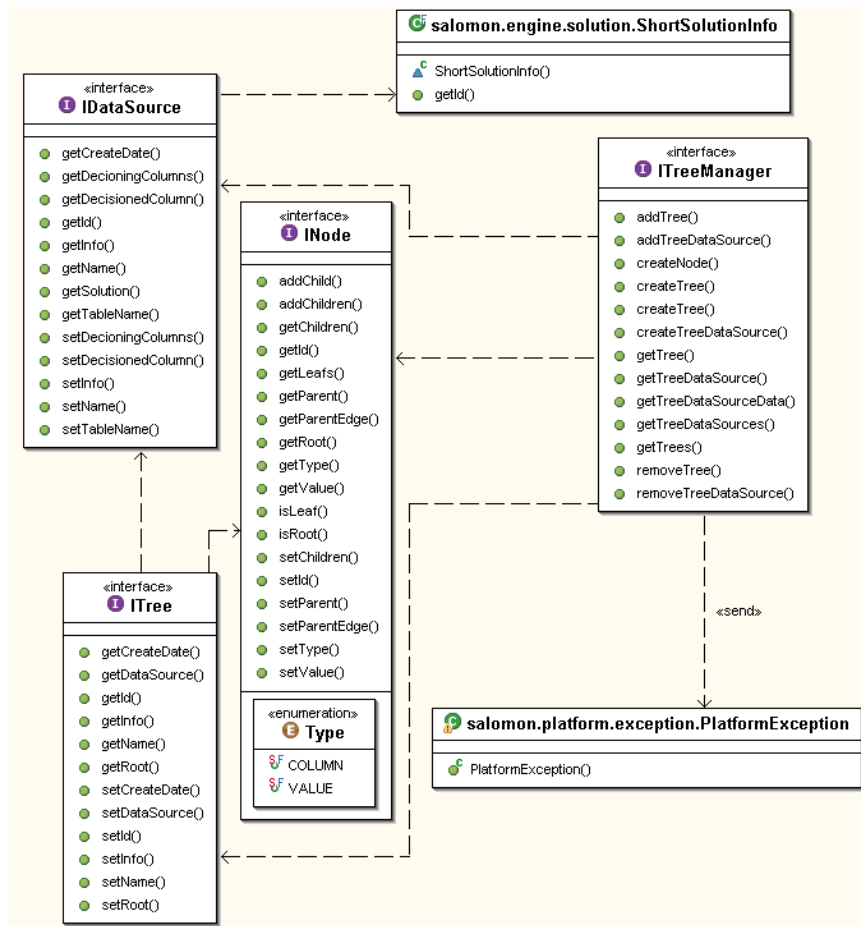 salomon.engine.solution.ShortSolutionInfo
ShortSolutionInfo()
getId()
«interface»
IDataSource
getCreateDate()
getDecioningColumns()
getDecisionedColumn()
getId()
getInfo()
getName()
getSolution()
getTableName()
setDecioningColumns()
setDecisionedColumn()
setInfo()
setName()
setTableName()
«interface»
ITreeManager
addTree()
addTreeDataSource()
createNode()
createTree()
createTree()
createTreeDataSource()
getTree()
getTreeDataSource()
getTreeDataSourceData()
getTreeDataSources()
getTrees()
removeTree()
removeTreeDataSource()
«interface»
INode
addChild()
addChildren()
getChildren()
getId()
getLeafs()
getParent()
getParentEdge()
getRoot()
getType()
getValue()
isLeaf()
isRoot()
setChildren()
setId()
setParent()
setParentEdge()
setType()
setValue()
«enumeration»
Type
COLUMN
VALUE
«interface»
ITree
getCreateDate()
getDataSource()
getId()
getInfo()
getName()
getRoot()
setCreateDate()
setDataSource()
setId()
setInfo()
setName()
setRoot()
«send»
salomon.platform.exception.PlatformException
PlatformException()